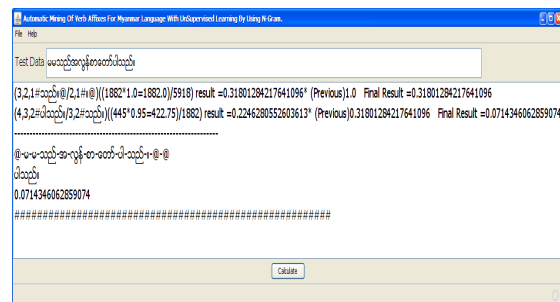 Automatic Mining Of Verb Affixes For Myanmar Language With UnSupervised Learning By Using N-Gram.
File Help
Test Data မမသည်အလွန်စာတော်ပါသည်။
(3,2,1#သည်။@/2,1#။@)((1882*1.0=1882.0)/5918) result =0.31801284217641096* (Previous)1.0 Final Result =0.31801284217641096
(4,3,2#ပါသည်။/3,2#သည်။)((445*0.95=422.75)/1882) result =0.2246280552603613* (Previous)0.31801284217641096 Final Result =0.0714346062859074
------------------------------------------------------------
@-မ-မ-သည်-အ-လွန်-စာ-တော်-ပါ-သည်-။-@-@
ပါသည်။
0.0714346062859074
########################################################
Calculate